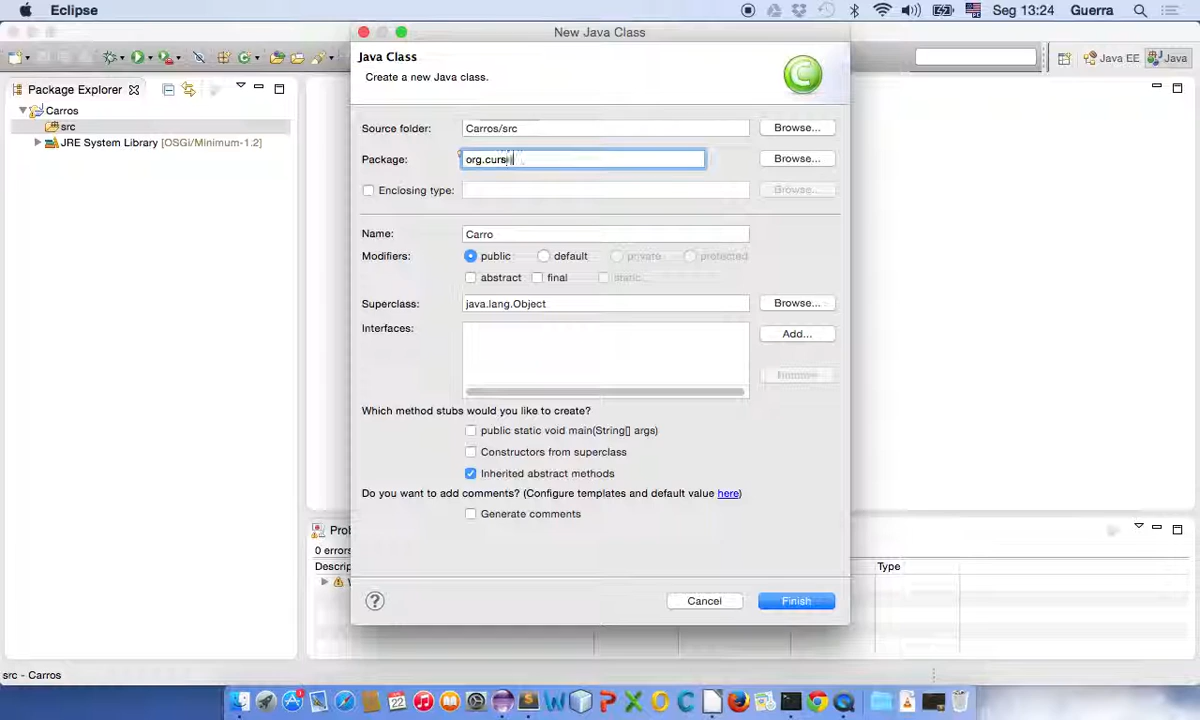 Eclipse
Seg 13:24 Guerra
New Java Class
Java Class
Create a new Java class.
Java EE
Java
Package Explorer
Carros
src
JRE System Library [OSGi/Minimum-1.2]
Source folder:
Carros/src
Browse...
Package:
org.curs
Browse...
Enclosing type:
Browse...
Name:
Carro
Modifiers:
public
default
private
protected
abstract
final
static
Superclass:
java.lang.Object
Browse...
Interfaces:
Add...
Remove
Which method stubs would you like to create?
public static void main(String[] args)
Constructors from superclass
Inherited abstract methods
Do you want to add comments? (Configure templates and default value here)
Generate comments
Cancel
Finish
Prob
0 errors
Descrip
Type
src - Carros
22